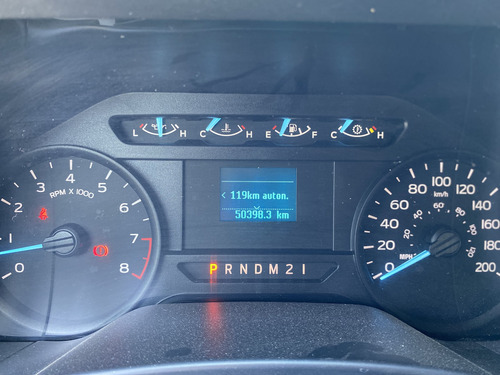 L H C H E F C H
< 119km auton.
50398.3 km
P R N D M 2 1
0 1 2 3 4 5 6 7 8
RPM X 1000
0 20 40 60 80 100 120 140 160 180 200
km/h
MPH